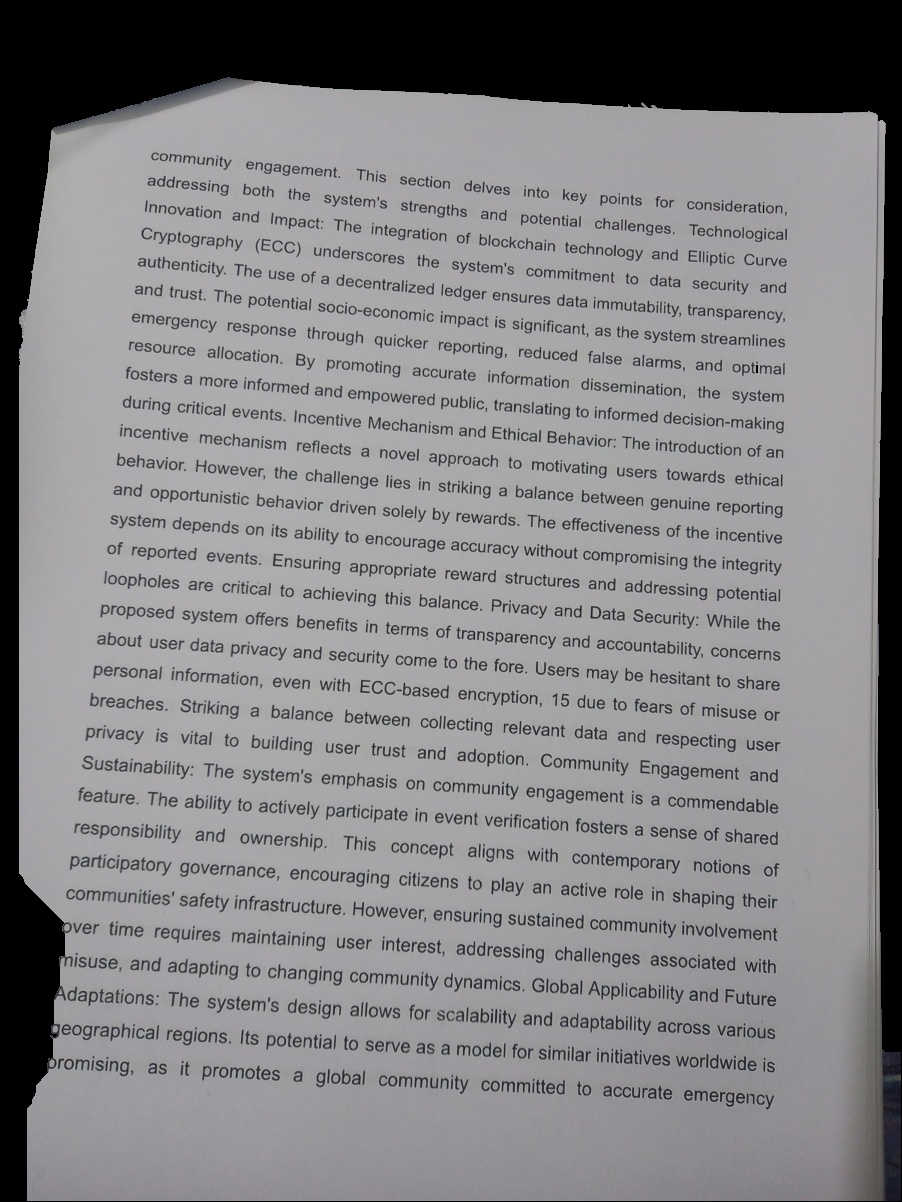 community engagement. This section delves into key points for consideration,
addressing both the system's strengths and potential challenges. Technological
Innovation and Impact: The integration of blockchain technology and Elliptic Curve
Cryptography (ECC) underscores the system's commitment to data security and
authenticity. The use of a decentralized ledger ensures data immutability, transparency,
and trust. The potential socio-economic impact is significant, as the system streamlines
emergency response through quicker reporting, reduced false alarms, and optimal
resource allocation. By promoting accurate information dissemination, the system
fosters a more informed and empowered public, translating to informed decision-making
during critical events. Incentive Mechanism and Ethical Behavior: The introduction of an
incentive mechanism reflects a novel approach to motivating users towards ethical
behavior. However, the challenge lies in striking a balance between genuine reporting
and opportunistic behavior driven solely by rewards. The effectiveness of the incentive
system depends on its ability to encourage accuracy without compromising the integrity
of reported events. Ensuring appropriate reward structures and addressing potential
loopholes are critical to achieving this balance. Privacy and Data Security: While the
proposed system offers benefits in terms of transparency and accountability, concerns
about user data privacy and security come to the fore. Users may be hesitant to share
personal information, even with ECC-based encryption, 15 due to fears of misuse or
breaches. Striking a balance between collecting relevant data and respecting user
privacy is vital to building user trust and adoption. Community Engagement and
Sustainability: The system's emphasis on community engagement is a commendable
feature. The ability to actively participate in event verification fosters a sense of shared
responsibility and ownership. This concept aligns with contemporary notions of
participatory governance, encouraging citizens to play an active role in shaping their
communities' safety infrastructure. However, ensuring sustained community involvement
over time requires maintaining user interest, addressing challenges associated with
misuse, and adapting to changing community dynamics. Global Applicability and Future
Adaptations: The system's design allows for scalability and adaptability across various
geographical regions. Its potential to serve as a model for similar initiatives worldwide is
promising, as it promotes a global community committed to accurate emergency